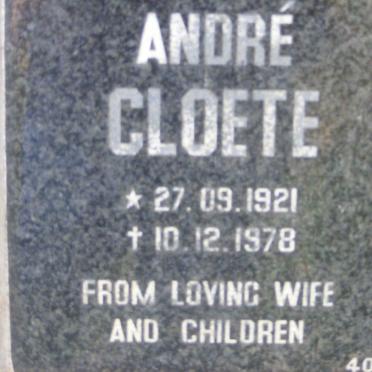 ANDRÉ
CLOETE
★ 27.09.1921
† 10.12.1978
FROM LOVING WIFE
AND CHILDREN
40